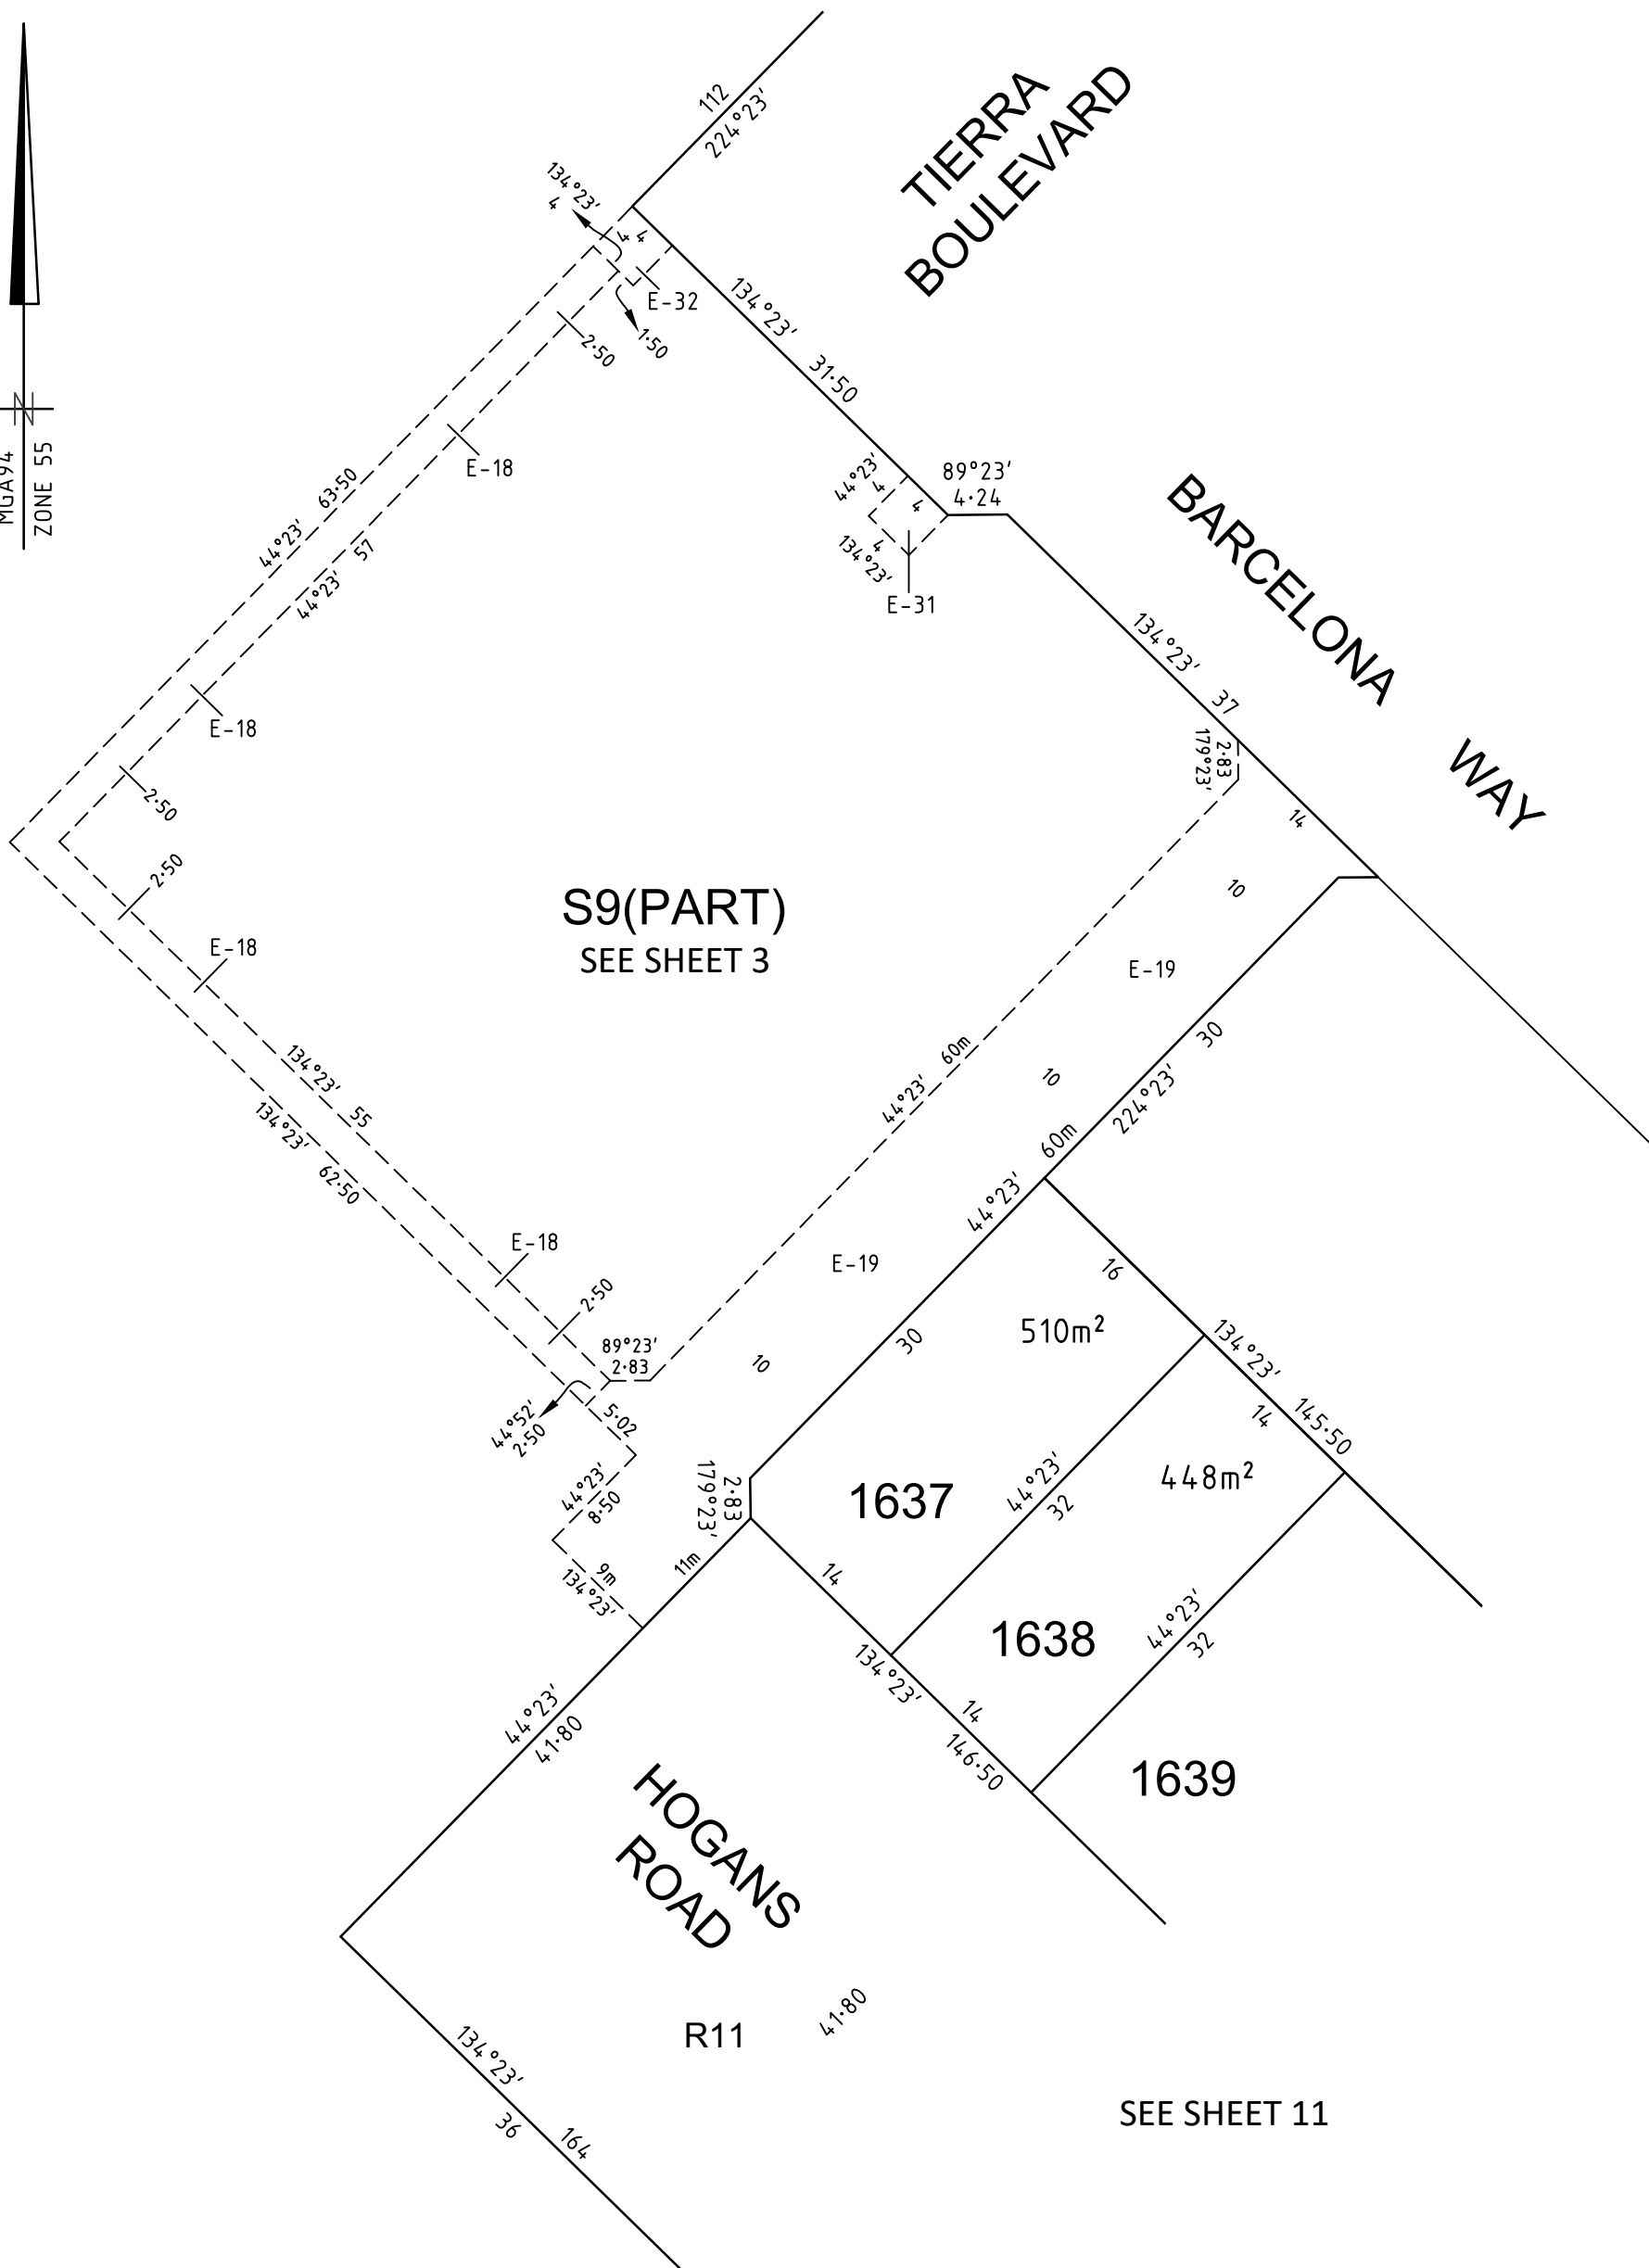 112
224°23'
TIERRA
BOULEVARD
134°23'
4
4
4
E-32
1·50
2·50
134°23'
31·50
MGA94
ZONE 55
N
E-18
63·50
44°23'
57
44°23'
44°23'
4
4
4
134°23'
89°23'
4·24
E-31
BARCELONA
WAY
134°23'
37
2·83
179°23'
14
E-18
2·50
2·50
E-18
S9(PART)
SEE SHEET 3
10
E-19
30
224°23'
60m
44°23'
10
134°23'
55
134°23'
62·50
60m
44°23'
E-18
2·50
E-19
16
510m²
30
89°23'
2·83
10
134°23'
145·50
14
44°52'
2·50
5·02
44°23'
8·50
2·83
179°23'
448m²
1637
44°23'
32
11m
9m
134°23'
14
1638
44°23'
32
134°23'
14
146·50
44°23'
41·80
1639
HOGANS
ROAD
41·80
R11
134°23'
36
164
SEE SHEET 11